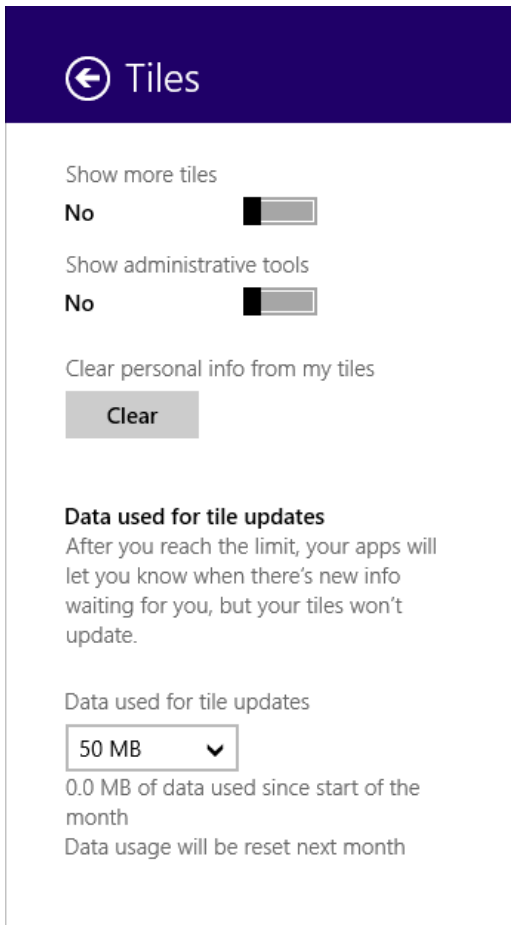 Tiles
Show more tiles
No
Show administrative tools
No
Clear personal info from my tiles
Clear
Data used for tile updates
After you reach the limit, your apps will
let you know when there's new info
waiting for you, but your tiles won't
update.
Data used for tile updates
50 MB
0.0 MB of data used since start of the
month
Data usage will be reset next month